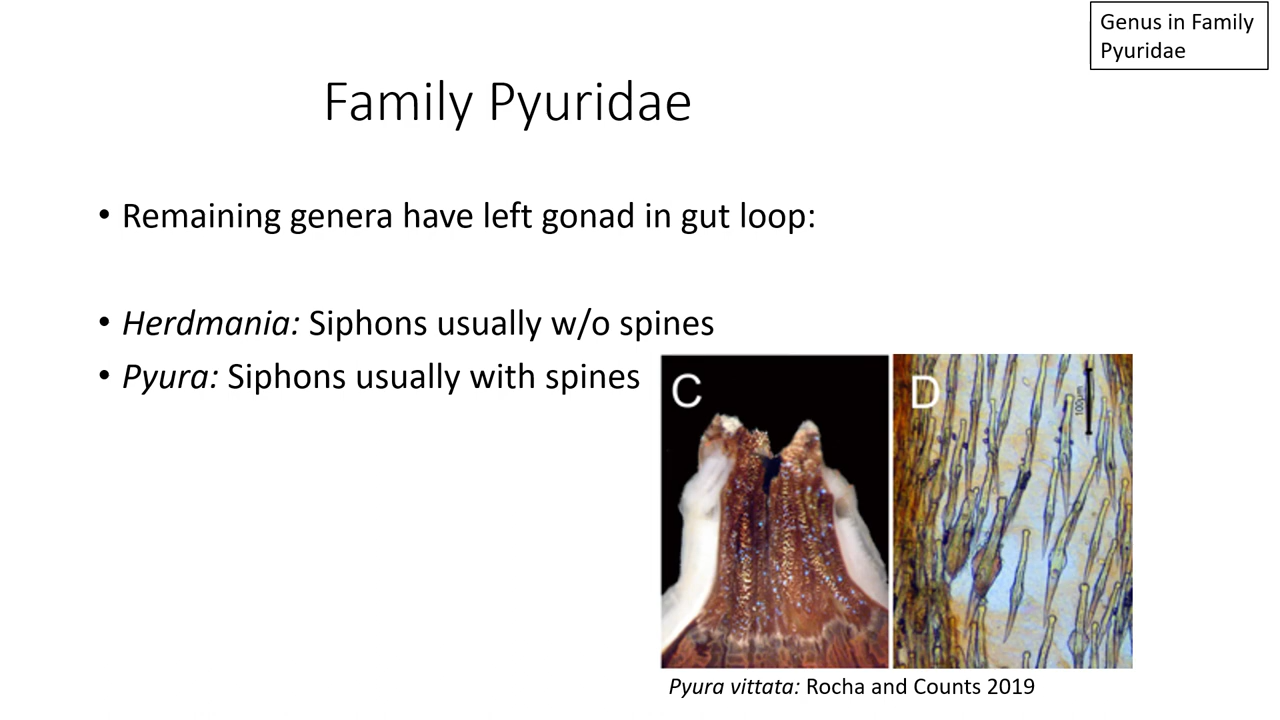 Genus in Family
Pyuridae
Family Pyuridae
• Remaining genera have left gonad in gut loop:
• Herdmania: Siphons usually w/o spines
• Pyura: Siphons usually with spines
C
D
100µm
Pyura vittata: Rocha and Counts 2019